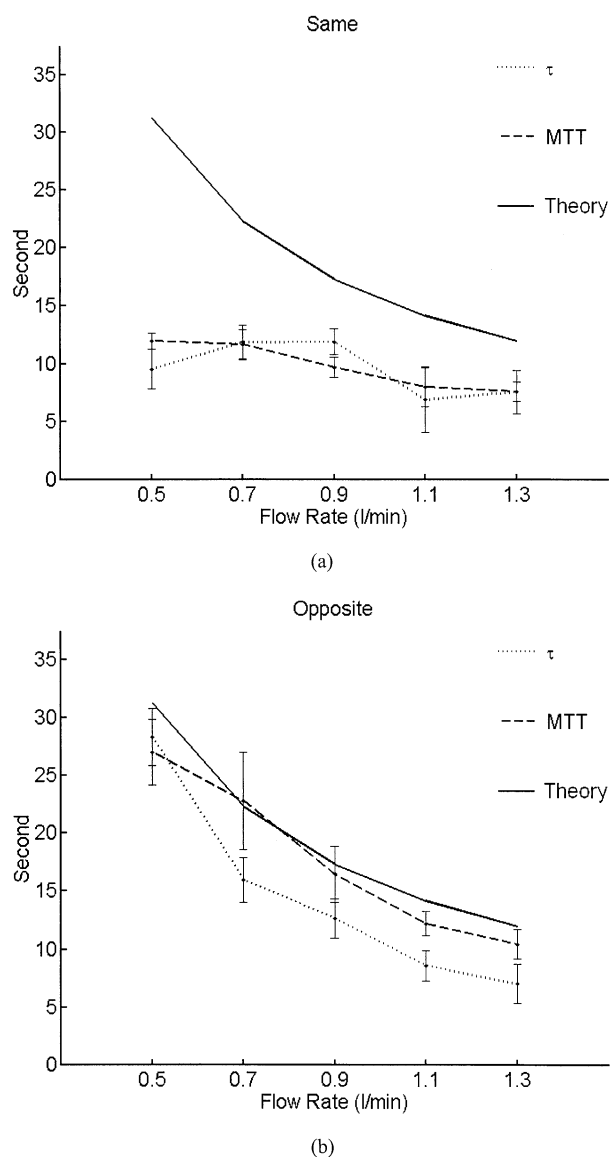 Same
35
30
25
20
15
10
5
0
Second
τ
MTT
Theory
0.5 0.7 0.9 1.1 1.3
Flow Rate (l/min)
(a)
Opposite
35
30
25
20
15
10
5
0
Second
τ
MTT
Theory
0.5 0.7 0.9 1.1 1.3
Flow Rate (l/min)
(b)